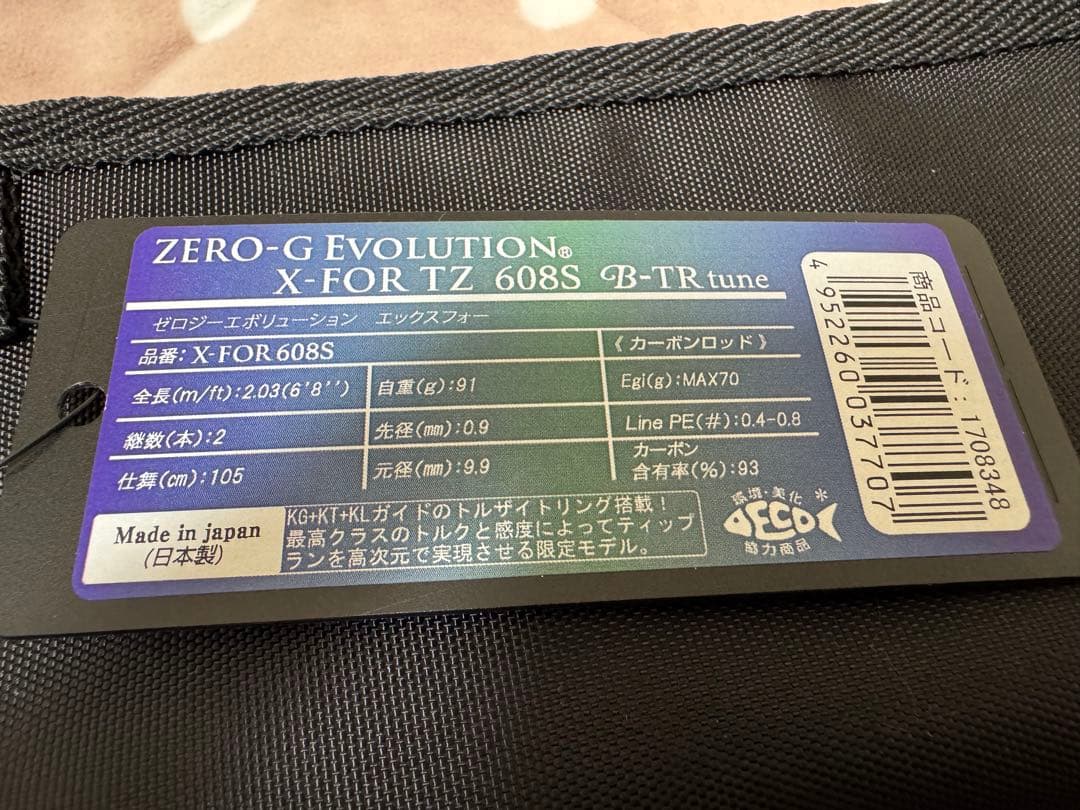 ZERO-G EVOLUTION®
X-FOR TZ 608S B-TR tune
ゼロジーエボリューション エックスフォー
品番: X-FOR 608S
《 カーボンロッド 》
全長(m/ft):2.03(6'8'')
自重(g):91
Egi(g):MAX70
継数(本):2
先径(mm):0.9
Line PE(#):0.4-0.8
仕舞(cm):105
元径(mm):9.9
カーボン
含有率(%):93
Made in japan
(日本製)
KG+KT+KLガイドのトルザイトリング搭載!
最高クラスのトルクと感度によってティップ
ランを高次元で実現させる限定モデル。
環境・美化
DECO
協力商品
商品コード:1708348
4 952260 037707